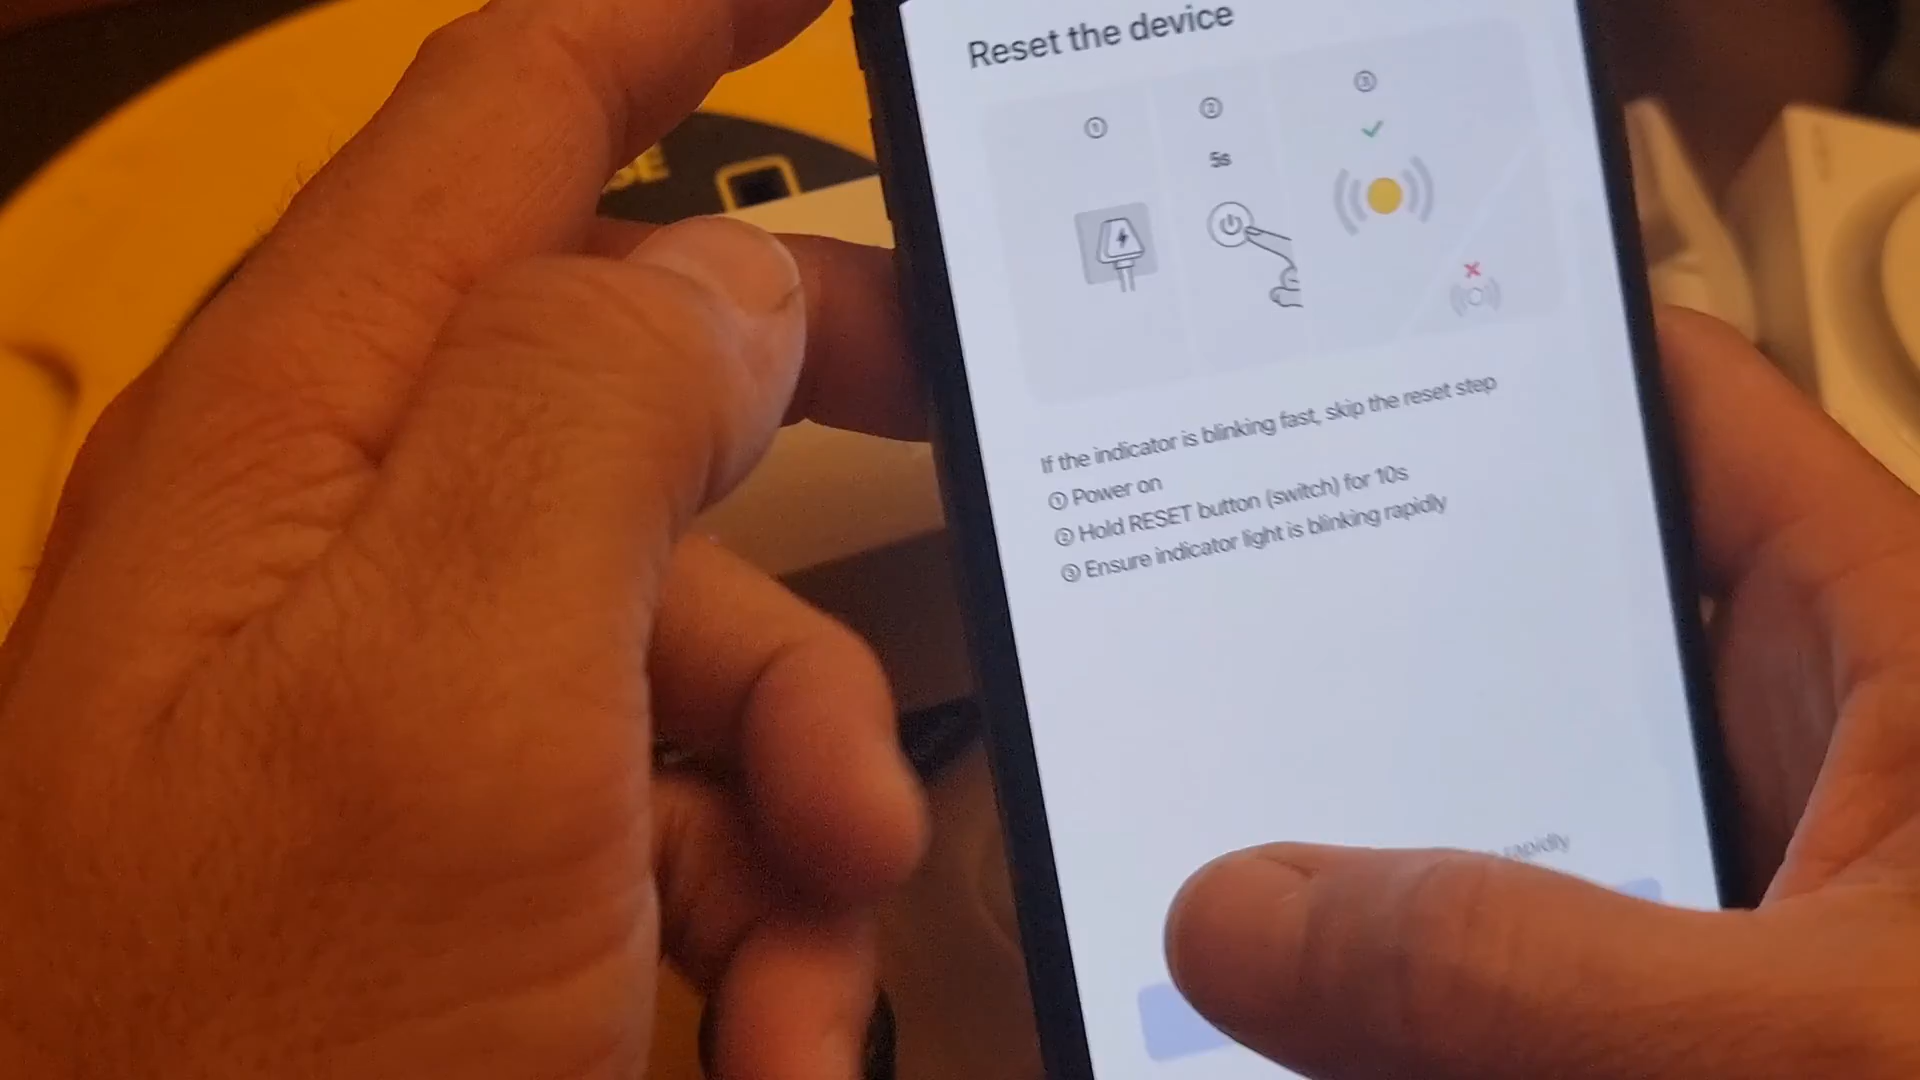 Reset the device
①
②
③
5s
If the indicator is blinking fast, skip the reset step
① Power on
② Hold RESET button (switch) for 10s
③ Ensure indicator light is blinking rapidly
rapidly